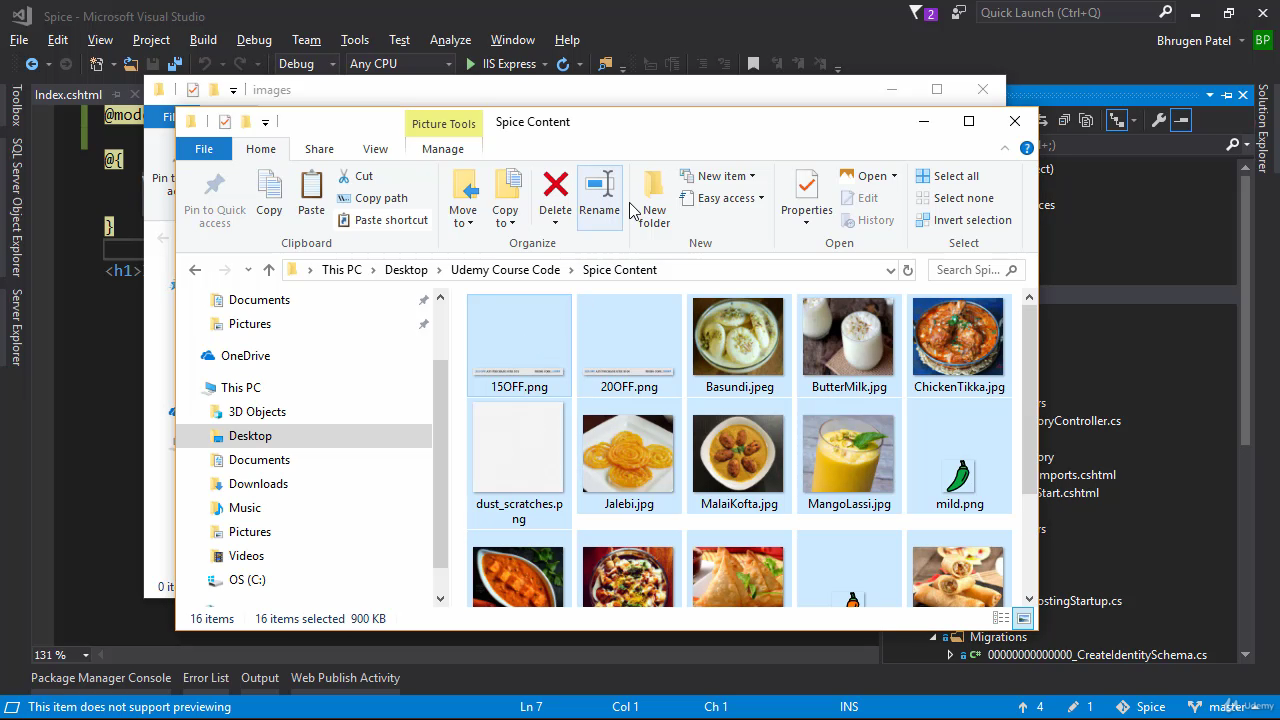 Spice - Microsoft Visual Studio
2
Quick Launch (Ctrl+Q)
File Edit View Project Build Debug Team Tools Test Analyze Window Help
Bhrugen Patel
BP
Debug Any CPU IIS Express
Index.cshtml
images
@mod
@{
}
<h1>
Toolbox
SQL Server Object Explorer
Server Explorer
Solution Explorer
Picture Tools
Spice Content
File Home Share View Manage
Pin to Quick access
Copy
Paste
Cut
Copy path
Paste shortcut
Clipboard
Move to
Copy to
Delete
Rename
Organize
New folder
New item
Easy access
New
Properties
Open
Edit
History
Open
Select all
Select none
Invert selection
Select
This PC Desktop Udemy Course Code Spice Content
Search Spi...
Documents
Pictures
OneDrive
This PC
3D Objects
Desktop
Documents
Downloads
Music
Pictures
Videos
OS (C:)
15OFF.png
20OFF.png
Basundi.jpeg
ButterMilk.jpg
ChickenTikka.jpg
dust_scratches.p
ng
Jalebi.jpg
MalaiKofta.jpg
MangoLassi.jpg
mild.png
16 items 16 items selected 900 KB
0 it
oryController.cs
ory
mports.cshtml
Start.cshtml
ostingStartup.cs
Migrations
C# 00000000000000_CreateIdentitySchema.cs
131 %
Package Manager Console Error List Output Web Publish Activity
This item does not support previewing
Ln 7 Col 1 Ch 1 INS
4 1 Spice master
Udemy